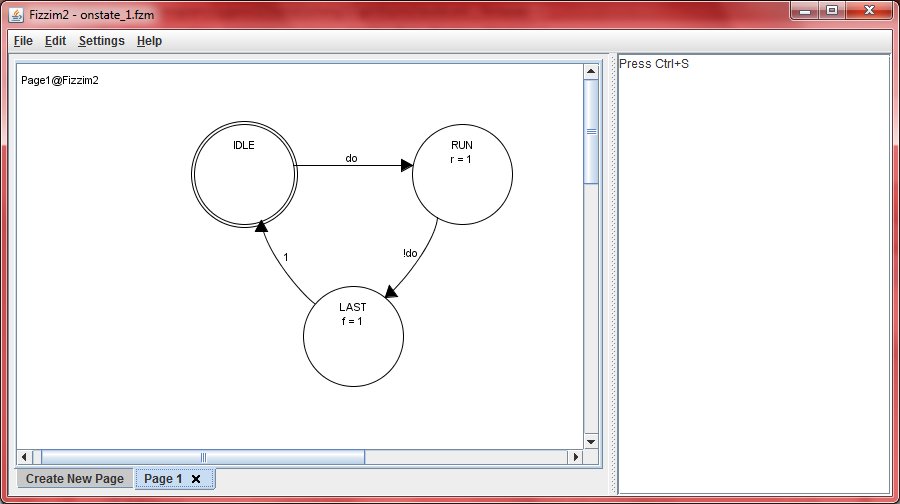 Fizzim2 - onstate_1.fzm
File Edit Settings Help
Page1@Fizzim2
Press Ctrl+S
IDLE
do
RUN
r = 1
1
!do
LAST
f = 1
Create New Page
Page 1